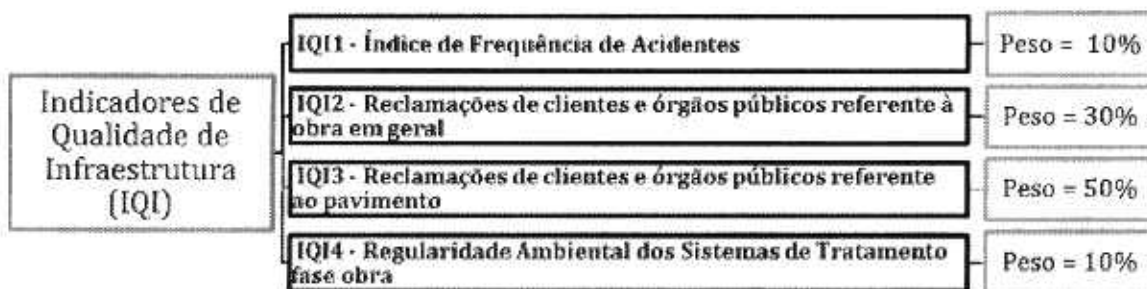 Indicadores de
Qualidade de
Infraestrutura
(IQI)
IQI1 - Índice de Frequência de Acidentes
Peso = 10%
IQI2 - Reclamações de clientes e órgãos públicos referente à
obra em geral
Peso = 30%
IQI3 - Reclamações de clientes e órgãos públicos referente
ao pavimento
Peso = 50%
IQI4 - Regularidade Ambiental dos Sistemas de Tratamento
fase obra
Peso = 10%